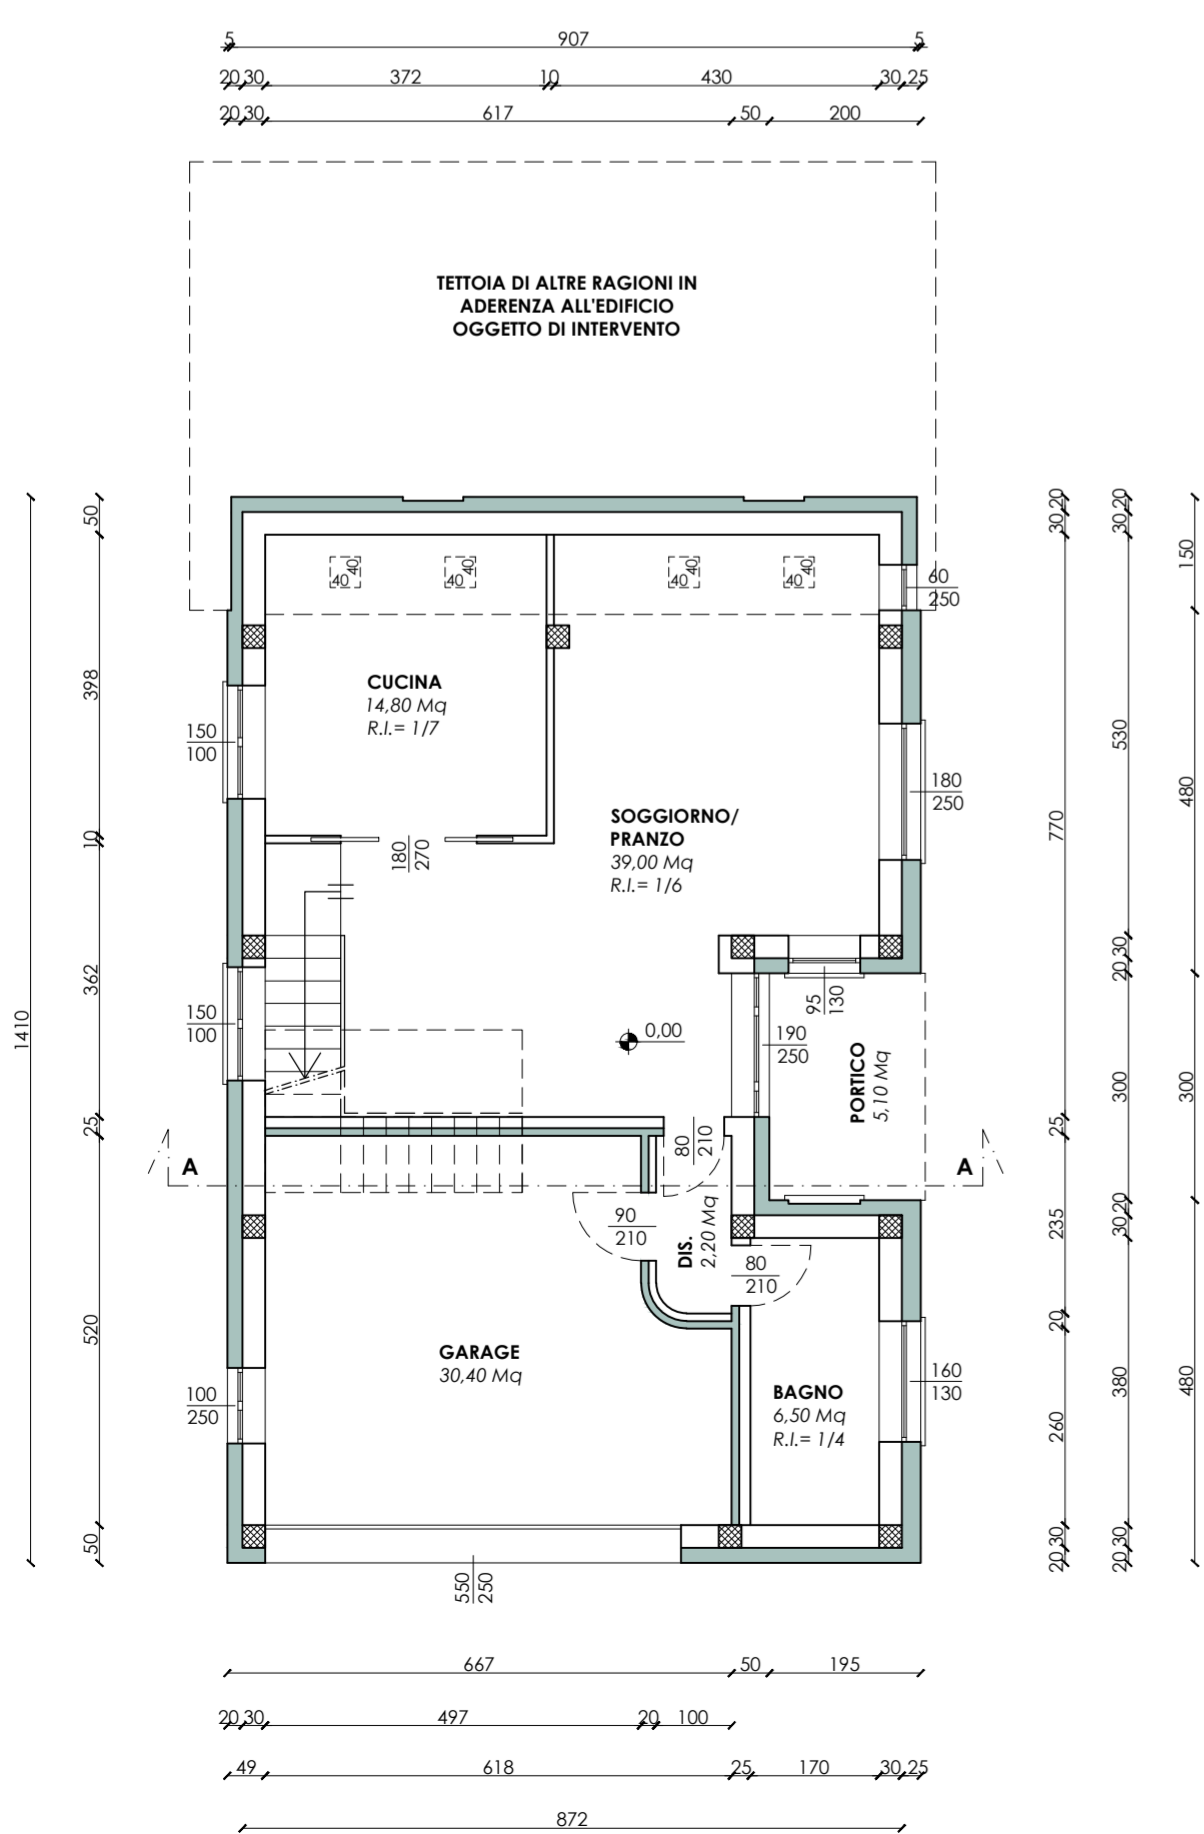 5 907 5
20 30 372 10 430 30 25
20 30 617 50 200
TETTOIA DI ALTRE RAGIONI IN
ADERENZA ALL'EDIFICIO
OGGETTO DI INTERVENTO
50
398
10
362
25
520
50
1410
40 40
40 40
40 40
40 40
60
250
CUCINA
14,80 Mq
R.I.= 1/7
150
100
180
250
SOGGIORNO/
PRANZO
39,00 Mq
R.I.= 1/6
180
270
150
100
0,00
190
250
95
130
PORTICO
5,10 Mq
A
A
80
210
90
210
DIS.
2,20 Mq
80
210
GARAGE
30,40 Mq
100
250
BAGNO
6,50 Mq
R.I.= 1/4
160
130
550
250
30 20
770
25
235
20
260
20 30
30 20
530
20 30
300
30 20
380
20 30
150
480
300
480
667 50 195
20 30 497 20 100
49 618 25 170 30 25
872